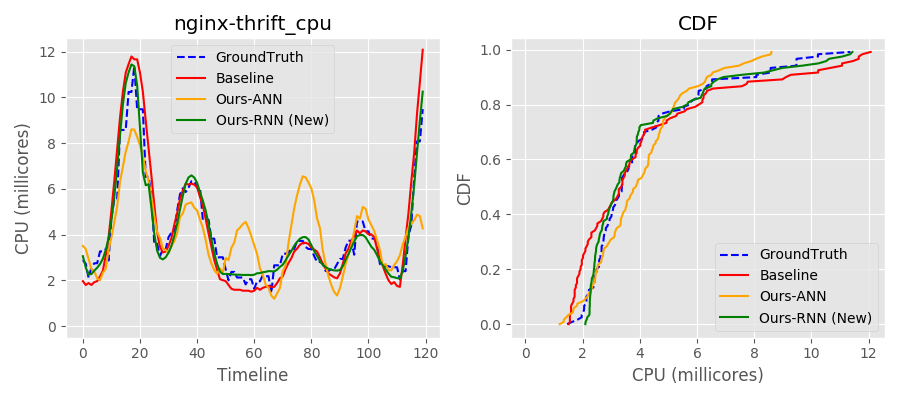 nginx-thrift_cpu
CPU (millicores)
12
10
8
6
4
2
0
GroundTruth
Baseline
Ours-ANN
Ours-RNN (New)
0 20 40 60 80 100 120
Timeline
CDF
CDF
1.0
0.8
0.6
0.4
0.2
0.0
GroundTruth
Baseline
Ours-ANN
Ours-RNN (New)
0 2 4 6 8 10 12
CPU (millicores)